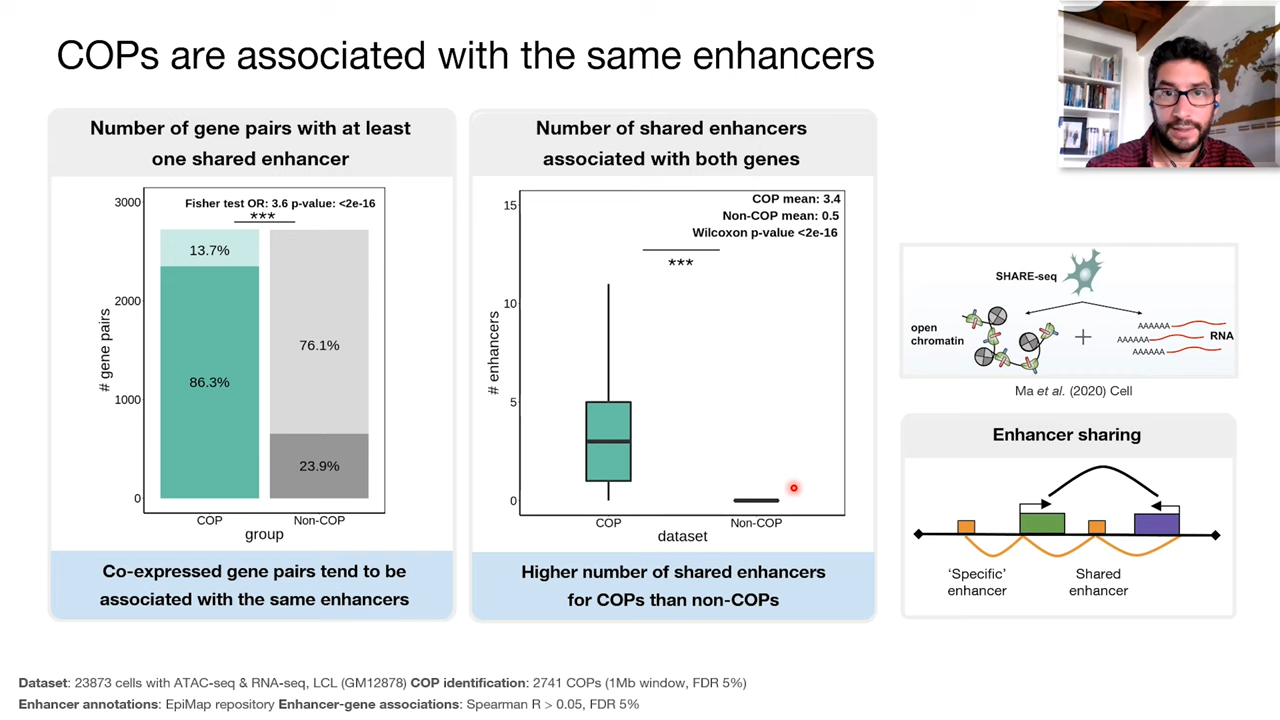 COPs are associated with the same enhancers
Number of gene pairs with at least
one shared enhancer
3000
2000
1000
0
# gene pairs
Fisher test OR: 3.6 p-value: <2e-16
***
13.7%
86.3%
76.1%
23.9%
COP
Non-COP
group
Co-expressed gene pairs tend to be
associated with the same enhancers
Number of shared enhancers
associated with both genes
15
10
5
0
# enhancers
COP mean: 3.4
Non-COP mean: 0.5
Wilcoxon p-value <2e-16
***
COP
Non-COP
dataset
Higher number of shared enhancers
for COPs than non-COPs
SHARE-seq
open
chromatin
+
AAAAAA
AAAAAA
AAAAAA
RNA
Ma et al. (2020) Cell
Enhancer sharing
‘Specific’
enhancer
Shared
enhancer
Dataset: 23873 cells with ATAC-seq & RNA-seq, LCL (GM12878) COP identification: 2741 COPs (1Mb window, FDR 5%)
Enhancer annotations: EpiMap repository Enhancer-gene associations: Spearman R > 0.05, FDR 5%